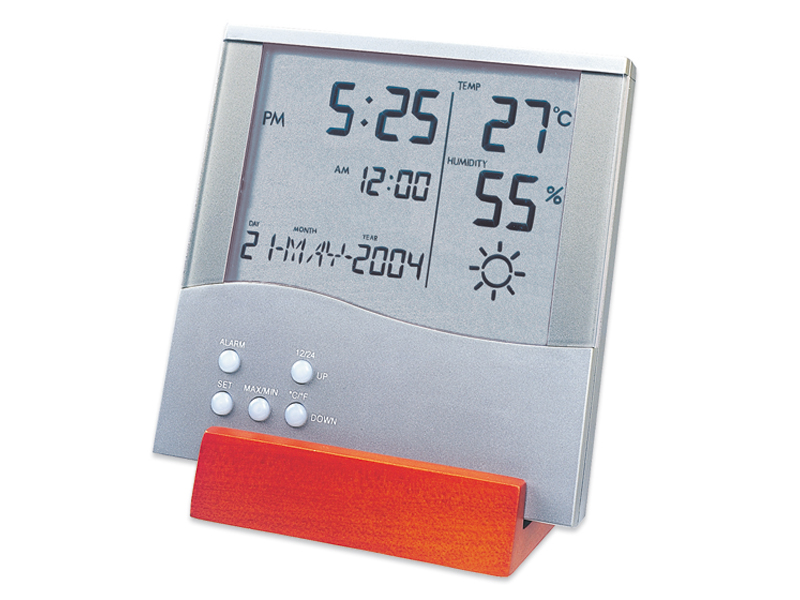 PM 5:25
TEMP
27 °C
AM 12:00
HUMIDITY
55 %
DAY MONTH YEAR
21-MAY-2004
ALARM
12/24
UP
SET MAX/MIN °C/°F
DOWN